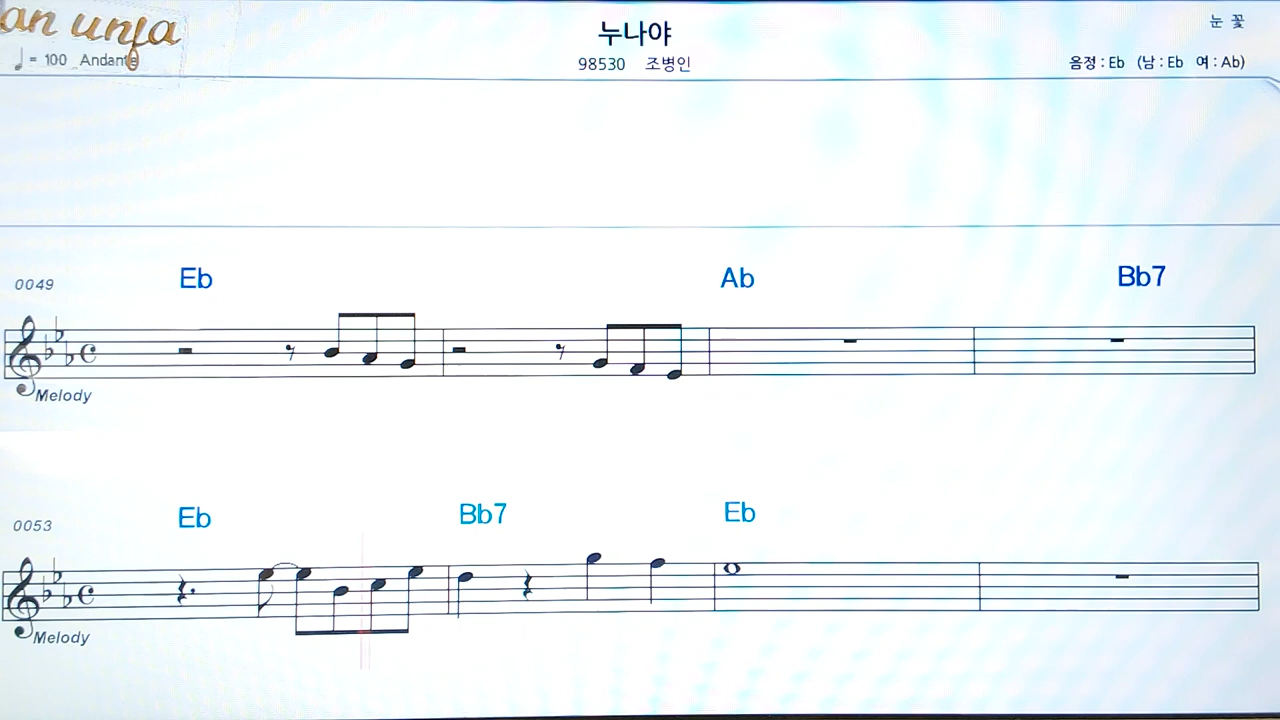 an unja
누나야
눈 꽃
♩ = 100 Andante
98530 조병인
음정 : Eb (남 : Eb 여 : Ab)
0049 Eb Ab Bb7
Melody
0053 Eb Bb7 Eb
Melody